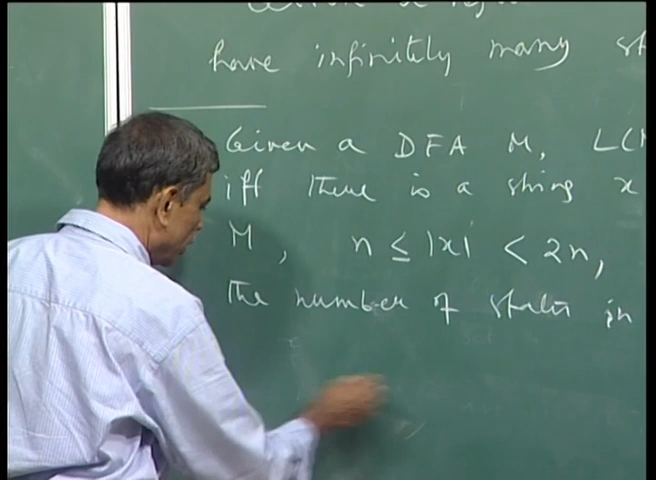 have infinitely many
Given a DFA M, L(M
iff there is a string x
M, n ≤ |x| < 2n,
the number of states in